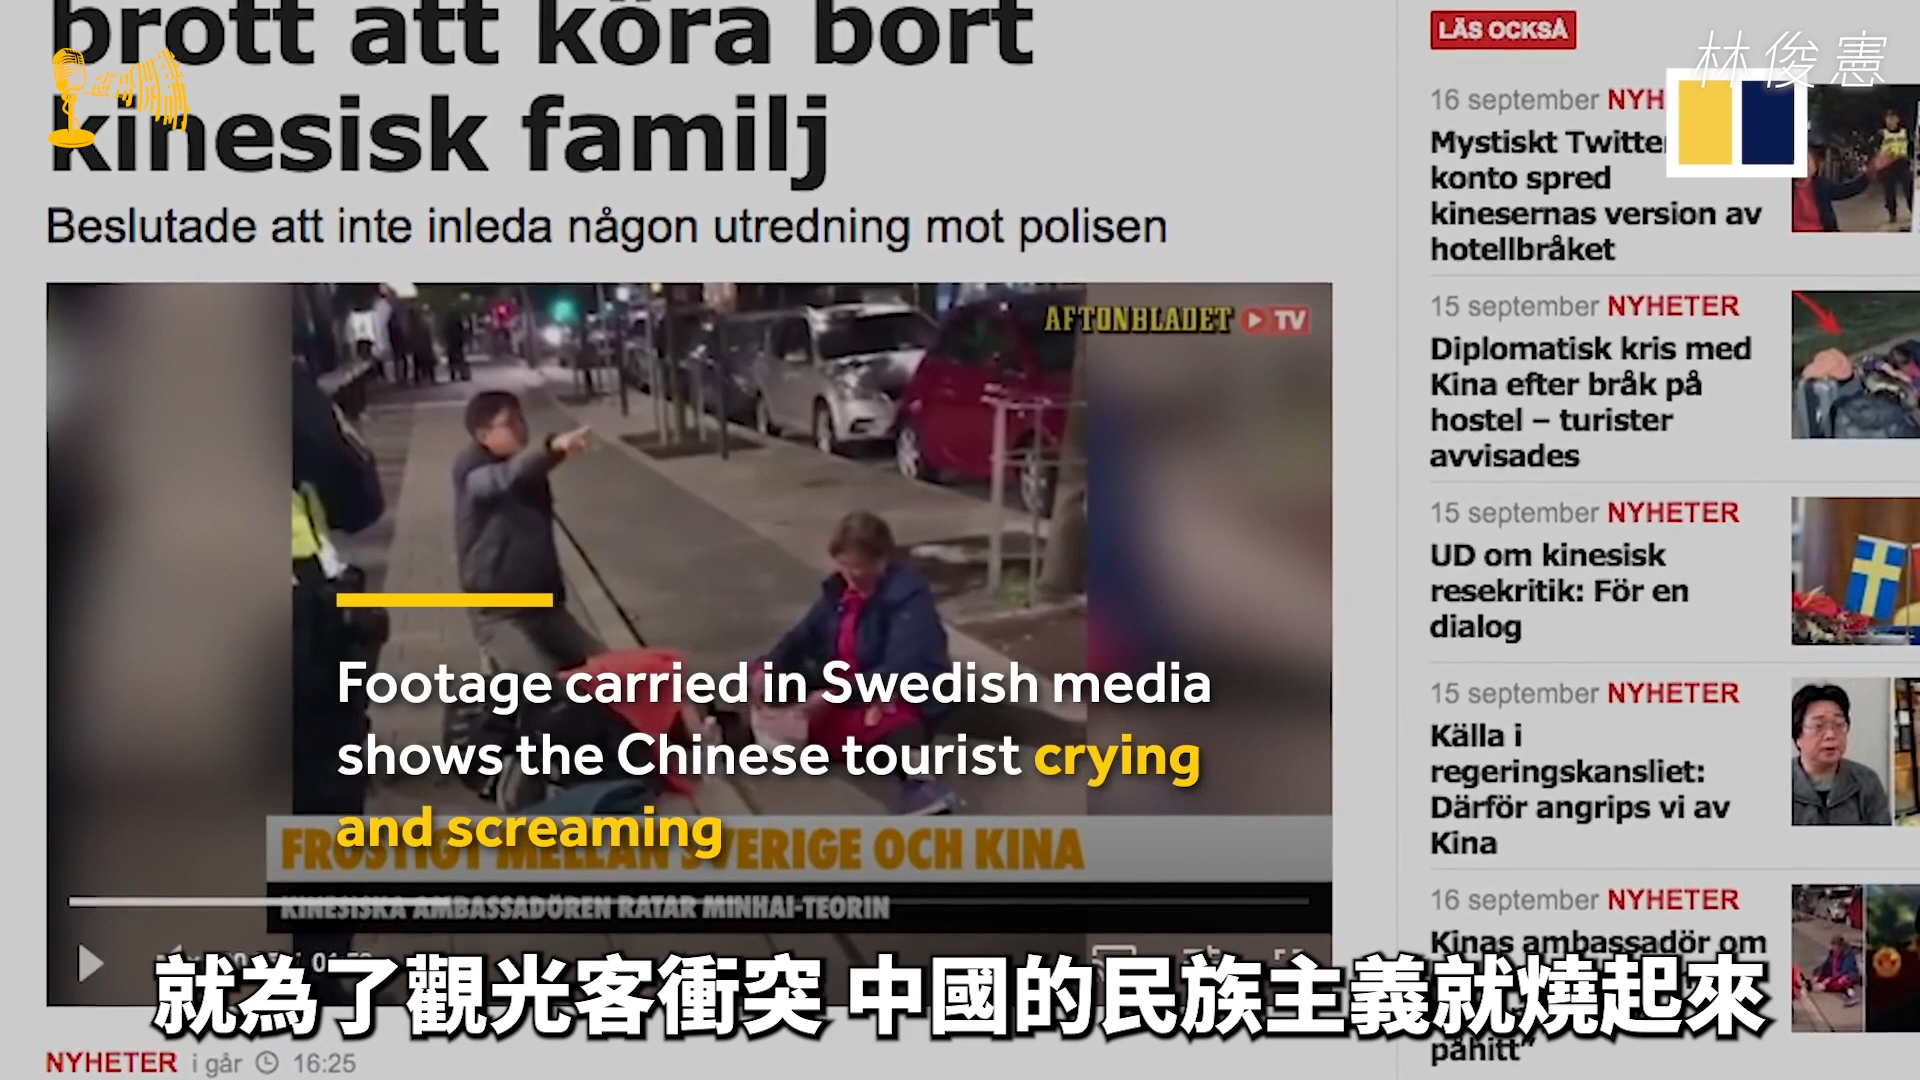 brott att köra bort
kinesisk familj
Beslutade att inte inleda någon utredning mot polisen
AFTONBLADET TV
Footage carried in Swedish media
shows the Chinese tourist crying
and screaming
SVERIGE OCH KINA
KINESISKA AMBASSADÖREN RATAR MINHAI-TEORIN
就為了觀光客衝突 中國的民族主義就燒起來
NYHETER i går 16:25
林俊憲
LÄS OCKSÅ
16 september
Mystiskt
konto spred
kinesernas version av
hotellbråket
15 september NYHETER
Diplomatisk kris med
Kina efter bråk på
hostel – turister
avvisades
15 september NYHETER
UD om kinesisk
resekritik: För en
dialog
15 september NYHETER
Källa i
regeringskansliet:
Därför angrips vi av
Kina
16 september NYHETER
Kinas ambassadör om
påhitt”